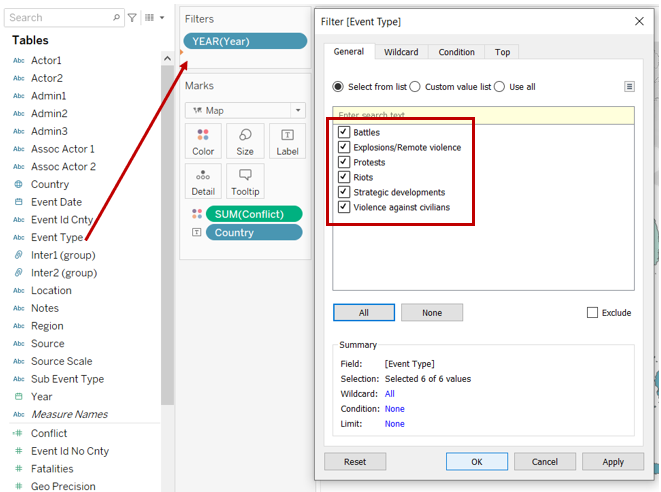 Search
Tables
Abc Actor1
Abc Actor2
Abc Admin1
Abc Admin2
Abc Admin3
Abc Assoc Actor 1
Abc Assoc Actor 2
Country
Event Date
Abc Event Id Cnty
Abc Event Type
Inter1 (group)
Inter2 (group)
Abc Location
Abc Notes
Abc Region
Abc Source
Abc Source Scale
Abc Sub Event Type
Year
Abc Measure Names
Conflict
Event Id No Cnty
Fatalities
Geo Precision
Filters
YEAR(Year)
Marks
Map
Color
Size
Label
Detail
Tooltip
SUM(Conflict)
Country
Filter [Event Type]
General
Wildcard
Condition
Top
Select from list
Custom value list
Use all
Enter search text
Battles
Explosions/Remote violence
Protests
Riots
Strategic developments
Violence against civilians
All
None
Exclude
Summary
Field: [Event Type]
Selection: Selected 6 of 6 values
Wildcard: All
Condition: None
Limit: None
Reset
OK
Cancel
Apply